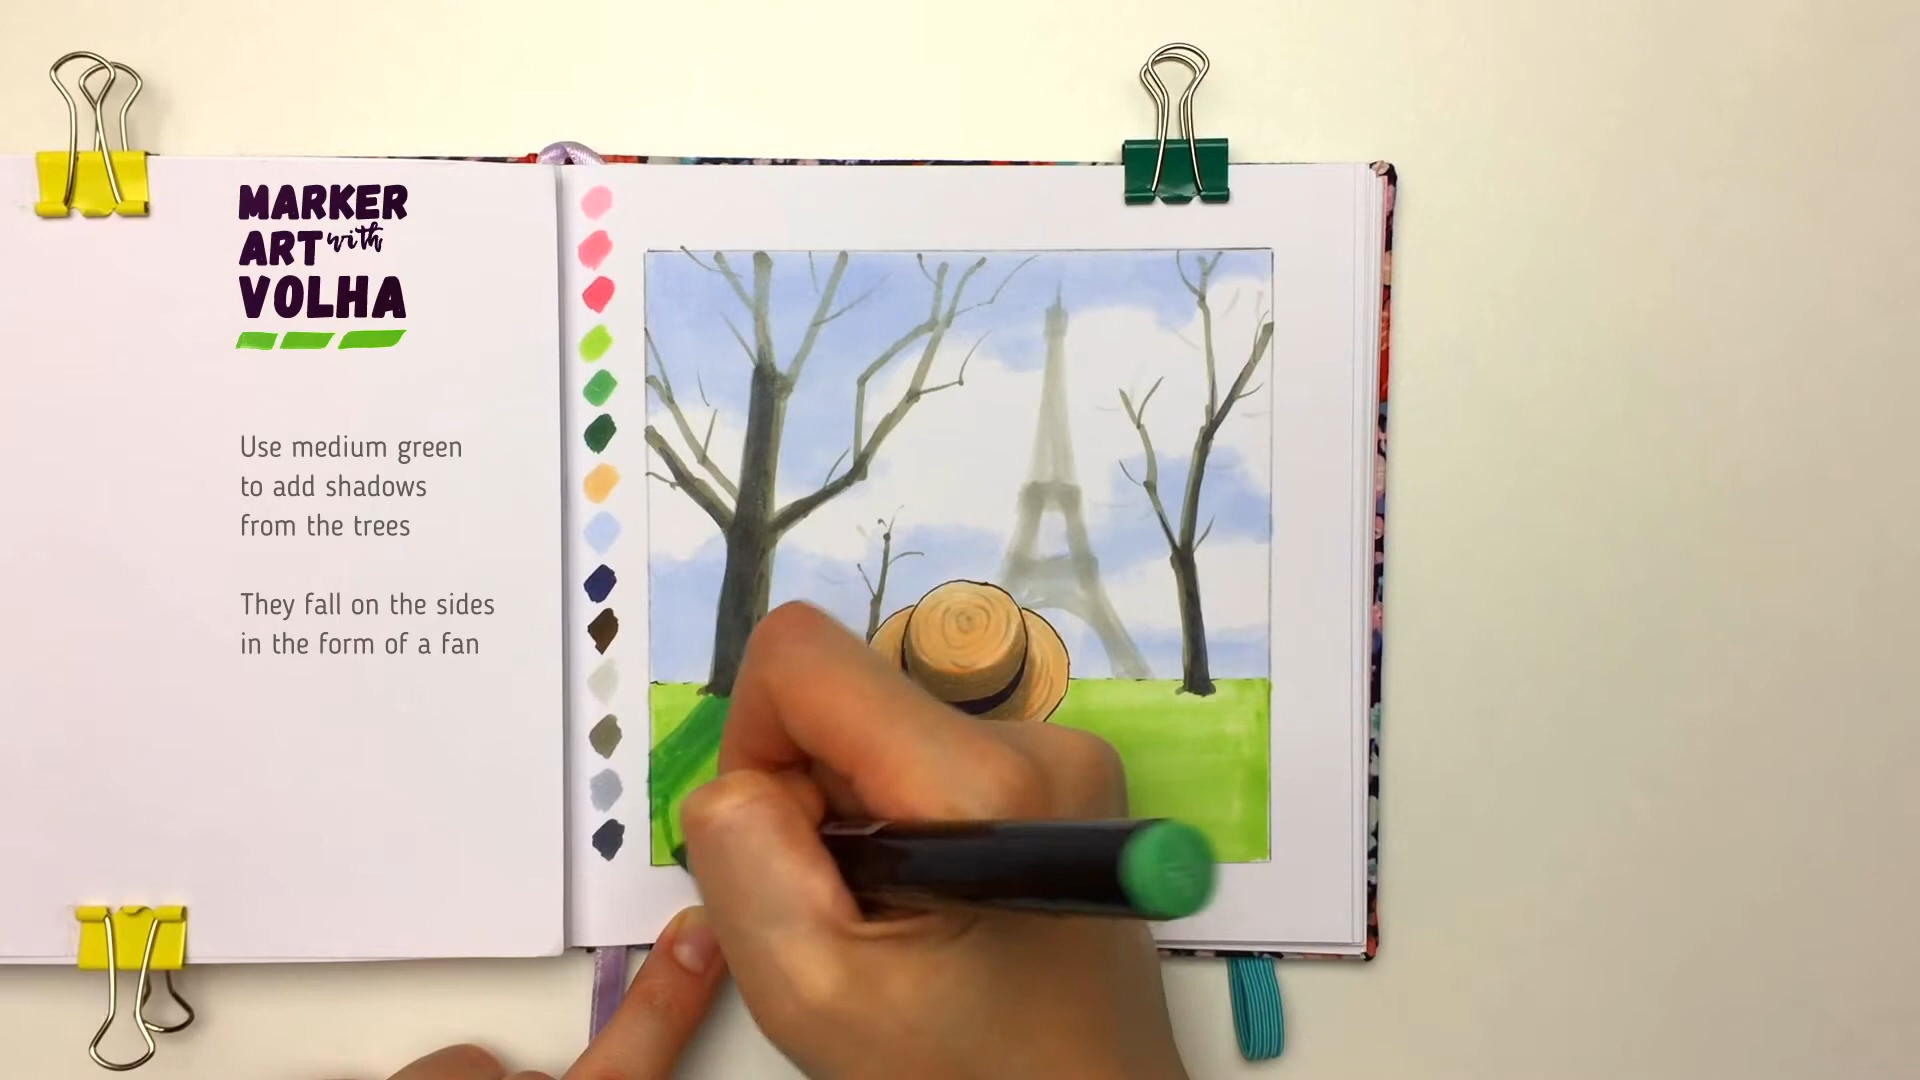 MARKER
ART with
VOLHA
Use medium green
to add shadows
from the trees
They fall on the sides
in the form of a fan